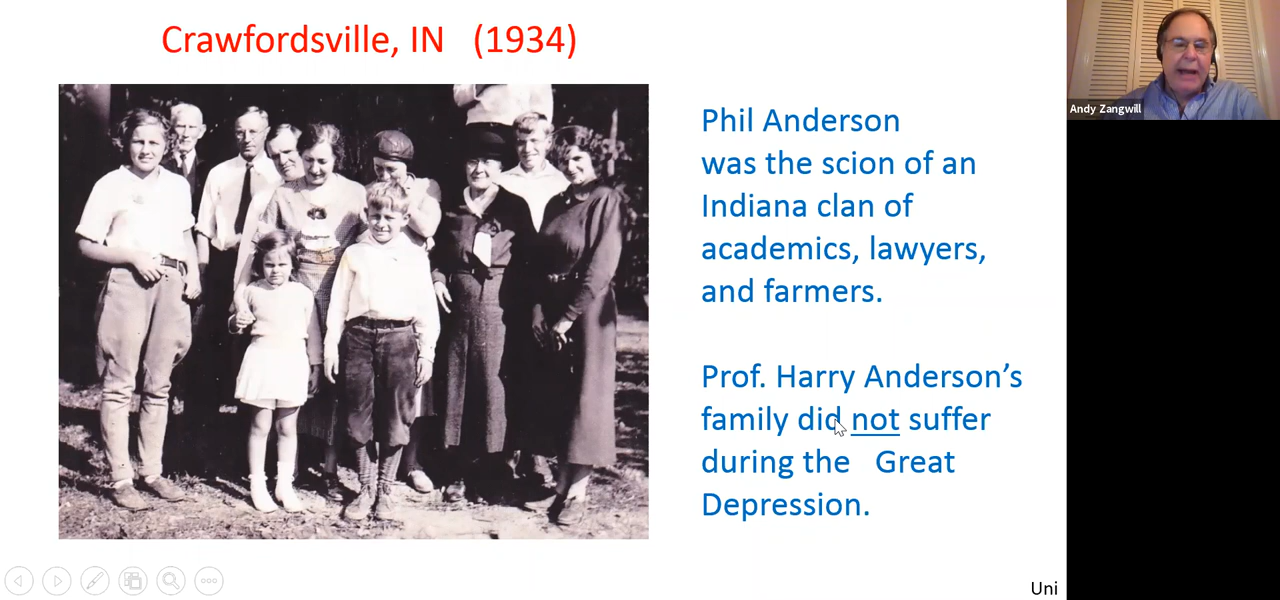 Crawfordsville, IN (1934)
Phil Anderson
was the scion of an
Indiana clan of
academics, lawyers,
and farmers.
Prof. Harry Anderson's
family did not suffer
during the Great
Depression.
Andy Zangwill
Uni